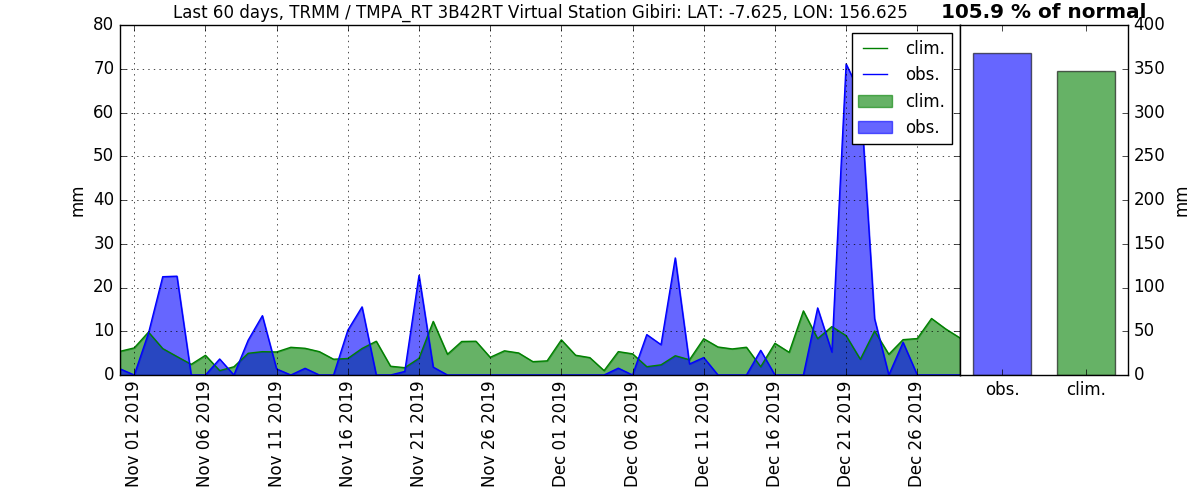 Last 60 days, TRMM / TMPA_RT 3B42RT Virtual Station Gibiri: LAT: -7.625, LON: 156.625
105.9 % of normal
80
70
60
50
40
30
20
10
0
mm
clim.
obs.
clim.
obs.
400
350
300
250
200
150
100
50
0
mm
Nov 01 2019
Nov 06 2019
Nov 11 2019
Nov 16 2019
Nov 21 2019
Nov 26 2019
Dec 01 2019
Dec 06 2019
Dec 11 2019
Dec 16 2019
Dec 21 2019
Dec 26 2019
obs.
clim.